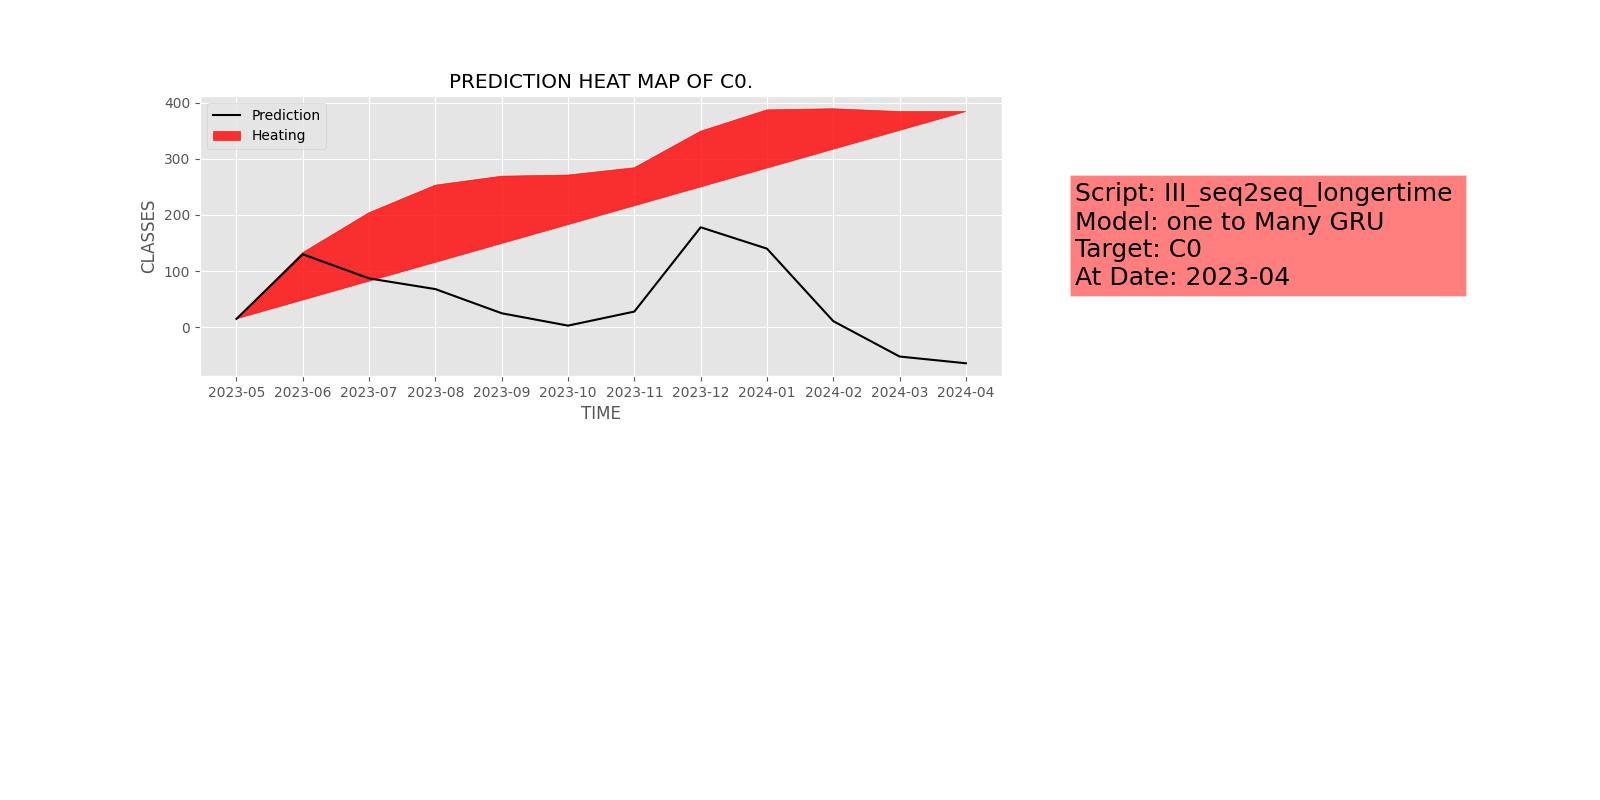 PREDICTION HEAT MAP OF C0.
400
300
200
100
0
CLASSES
Prediction
Heating
2023-05 2023-06 2023-07 2023-08 2023-09 2023-10 2023-11 2023-12 2024-01 2024-02 2024-03 2024-04
TIME
Script: III_seq2seq_longertime
Model: one to Many GRU
Target: C0
At Date: 2023-04